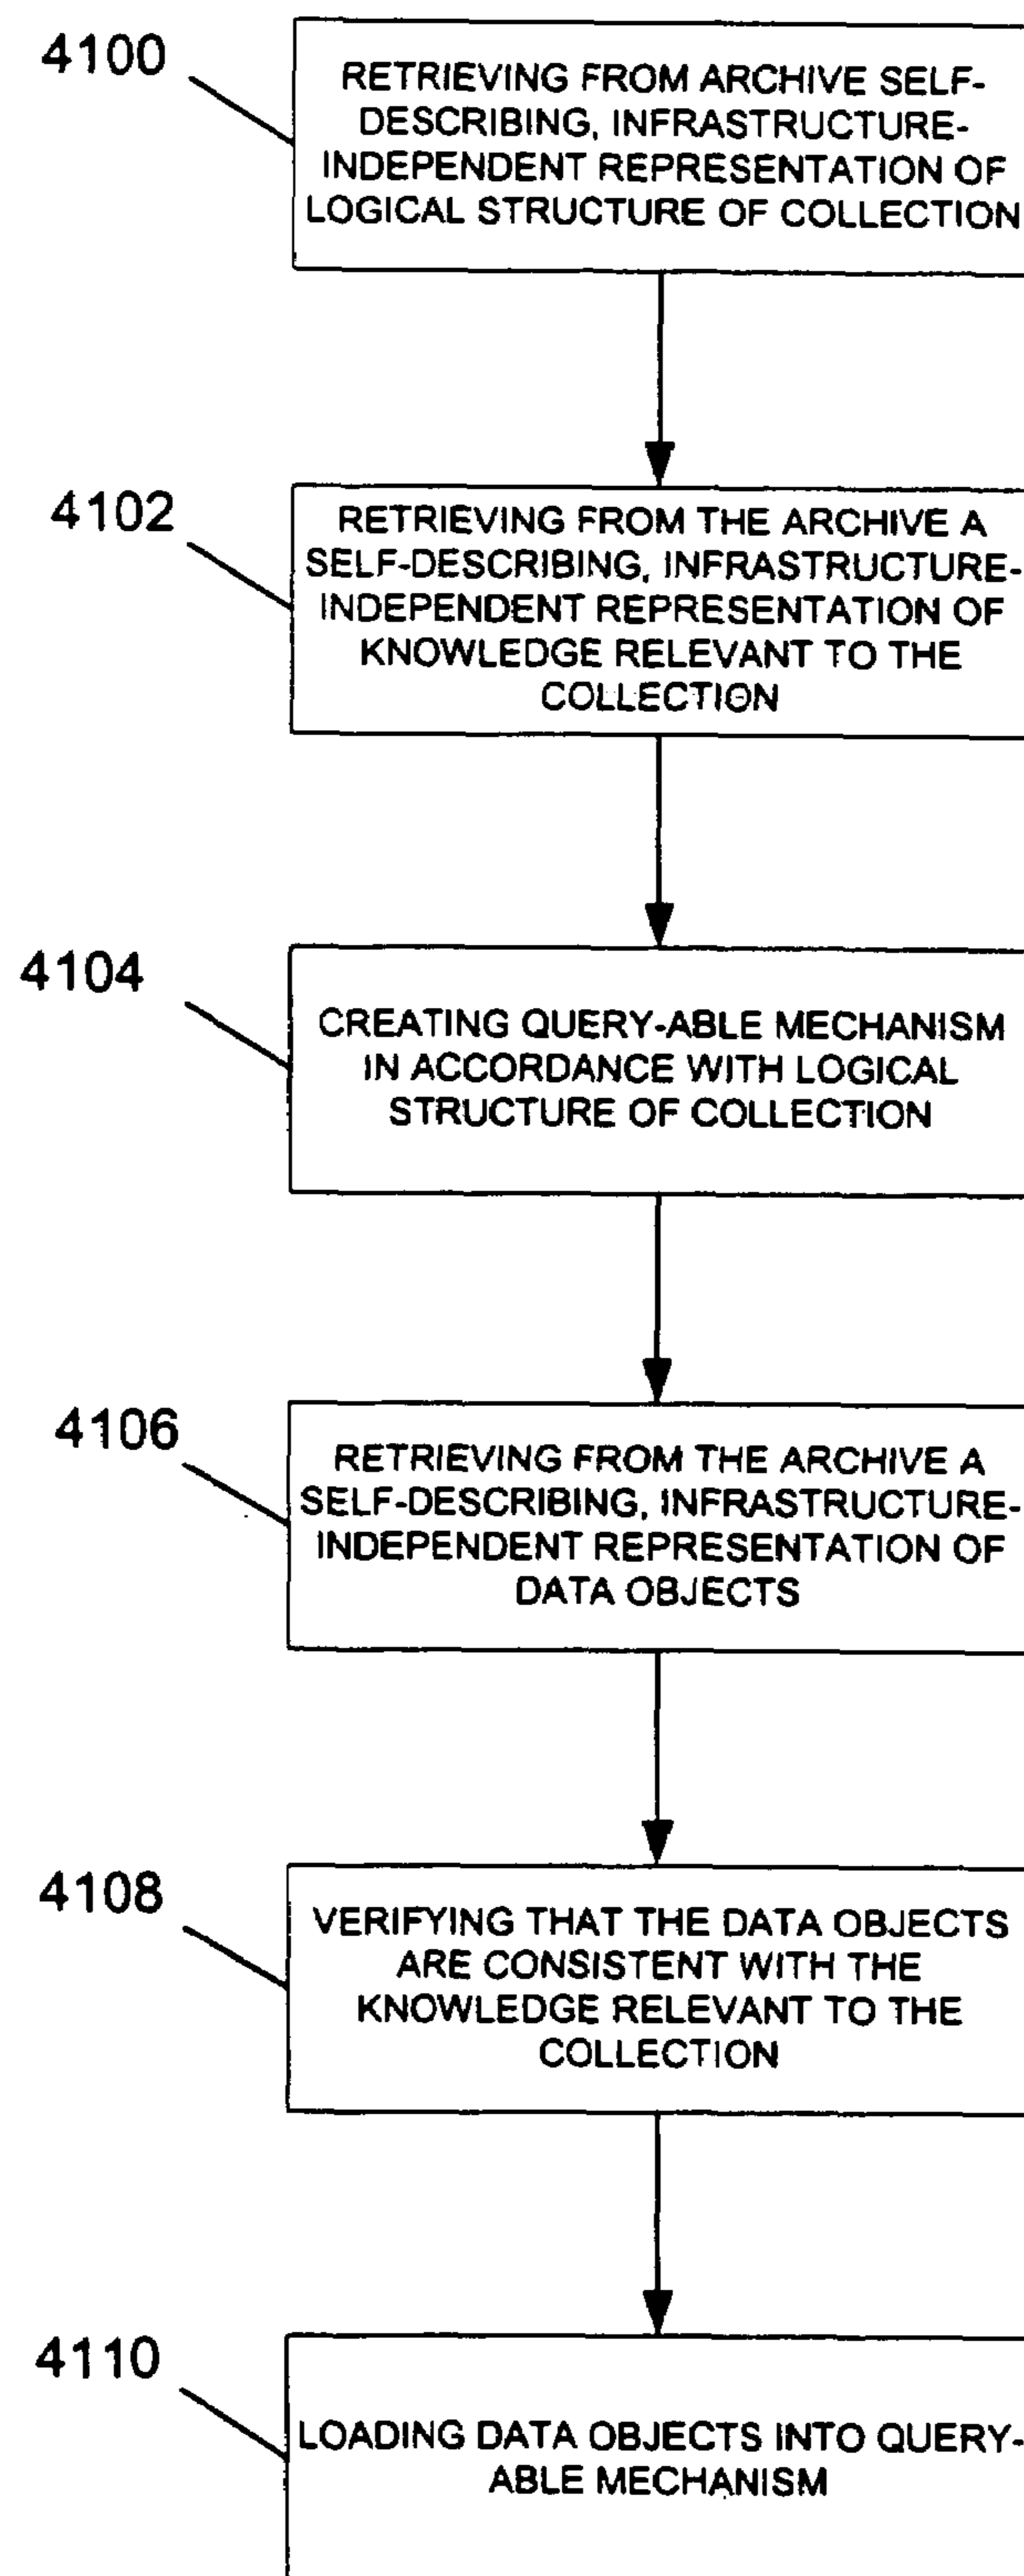 4100
RETRIEVING FROM ARCHIVE SELF-
DESCRIBING, INFRASTRUCTURE-
INDEPENDENT REPRESENTATION OF
LOGICAL STRUCTURE OF COLLECTION
4102
RETRIEVING FROM THE ARCHIVE A
SELF-DESCRIBING, INFRASTRUCTURE-
INDEPENDENT REPRESENTATION OF
KNOWLEDGE RELEVANT TO THE
COLLECTION
4104
CREATING QUERY-ABLE MECHANISM
IN ACCORDANCE WITH LOGICAL
STRUCTURE OF COLLECTION
4106
RETRIEVING FROM THE ARCHIVE A
SELF-DESCRIBING, INFRASTRUCTURE-
INDEPENDENT REPRESENTATION OF
DATA OBJECTS
4108
VERIFYING THAT THE DATA OBJECTS
ARE CONSISTENT WITH THE
KNOWLEDGE RELEVANT TO THE
COLLECTION
4110
LOADING DATA OBJECTS INTO QUERY-
ABLE MECHANISM